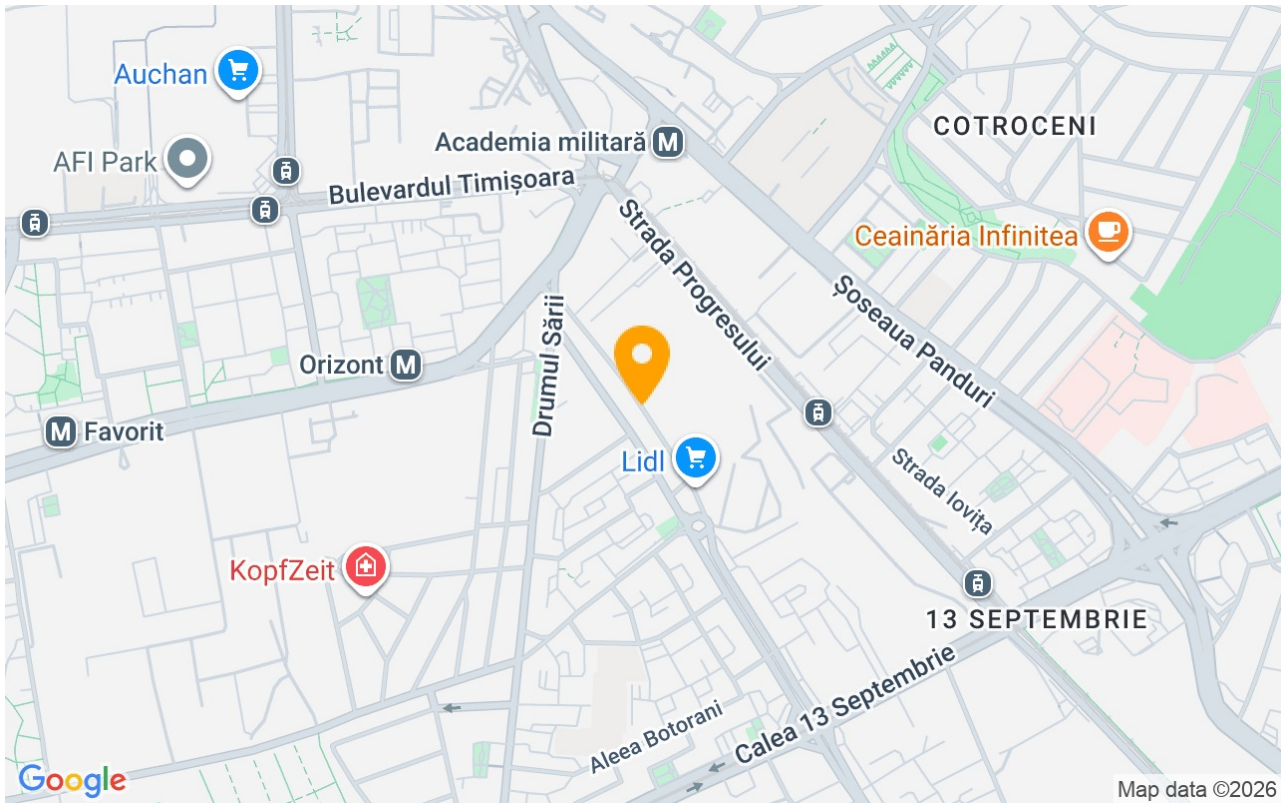 Auchan
COTROCENI
Academia militară
M
AFI Park
Bulevardul Timișoara
Strada Progresului
Ceainăria Infinitea
Șoseaua Panduri
Drumul Sării
Orizont
M
M
Favorit
Lidl
Strada Iovița
KopfZeit
13 SEPTEMBRIE
Calea 13 Septembrie
Aleea Botorani
Google
Map data ©2026